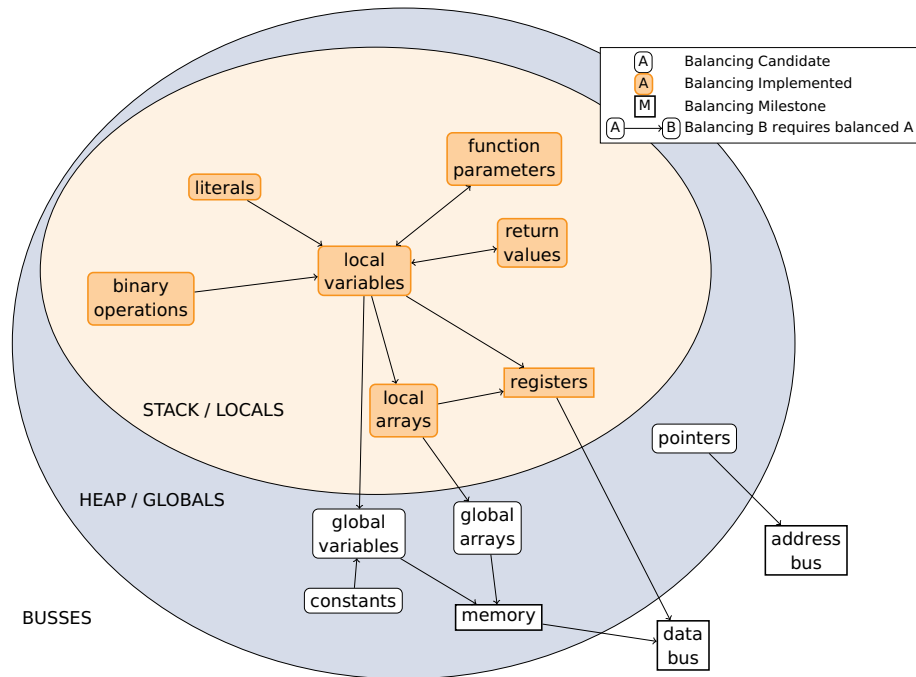 A Balancing Candidate
A Balancing Implemented
M Balancing Milestone
A B Balancing B requires balanced A
function
parameters
literals
return
values
local
variables
binary
operations
registers
local
arrays
STACK / LOCALS
pointers
HEAP / GLOBALS
global
variables
global
arrays
address
bus
constants
memory
BUSSES
data
bus